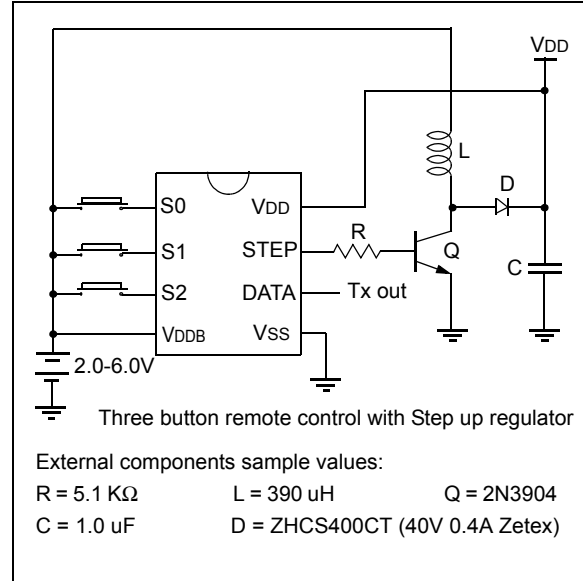 VDD
L
D
S0
VDD
R
S1
STEP
Q
C
S2
DATA
Tx out
VDDB
VSS
2.0-6.0V
Three button remote control with Step up regulator
External components sample values:
R = 5.1 KΩ L = 390 uH Q = 2N3904
C = 1.0 uF D = ZHCS400CT (40V 0.4A Zetex)